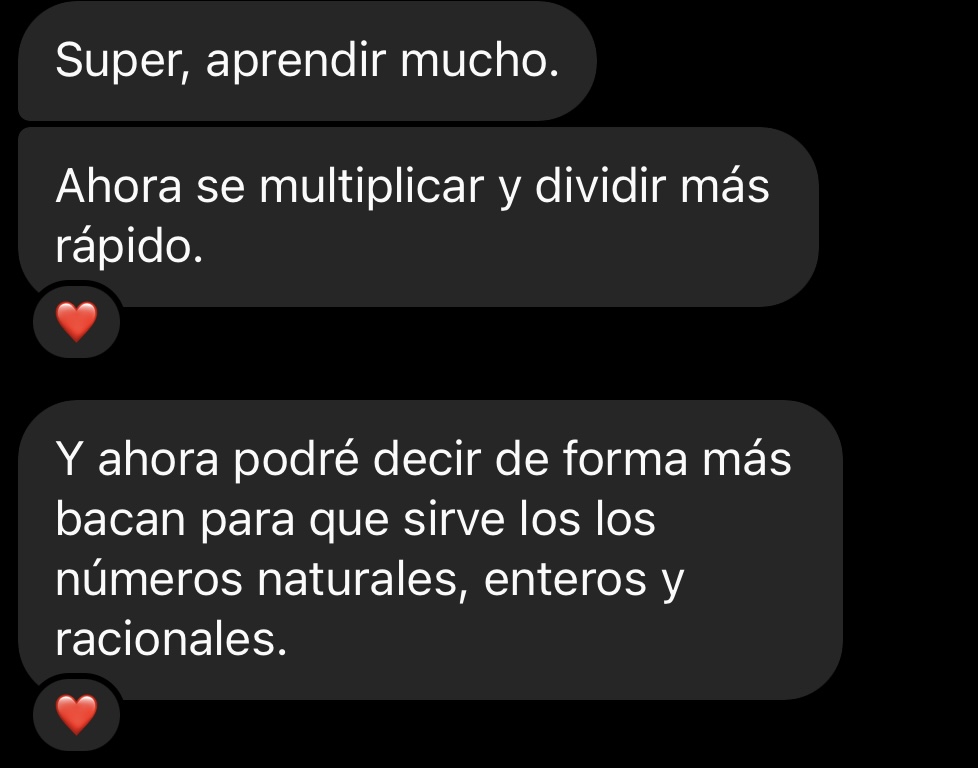 Super, aprendir mucho.
Ahora se multiplicar y dividir más
rápido.
Y ahora podré decir de forma más
bacan para que sirve los los
números naturales, enteros y
racionales.